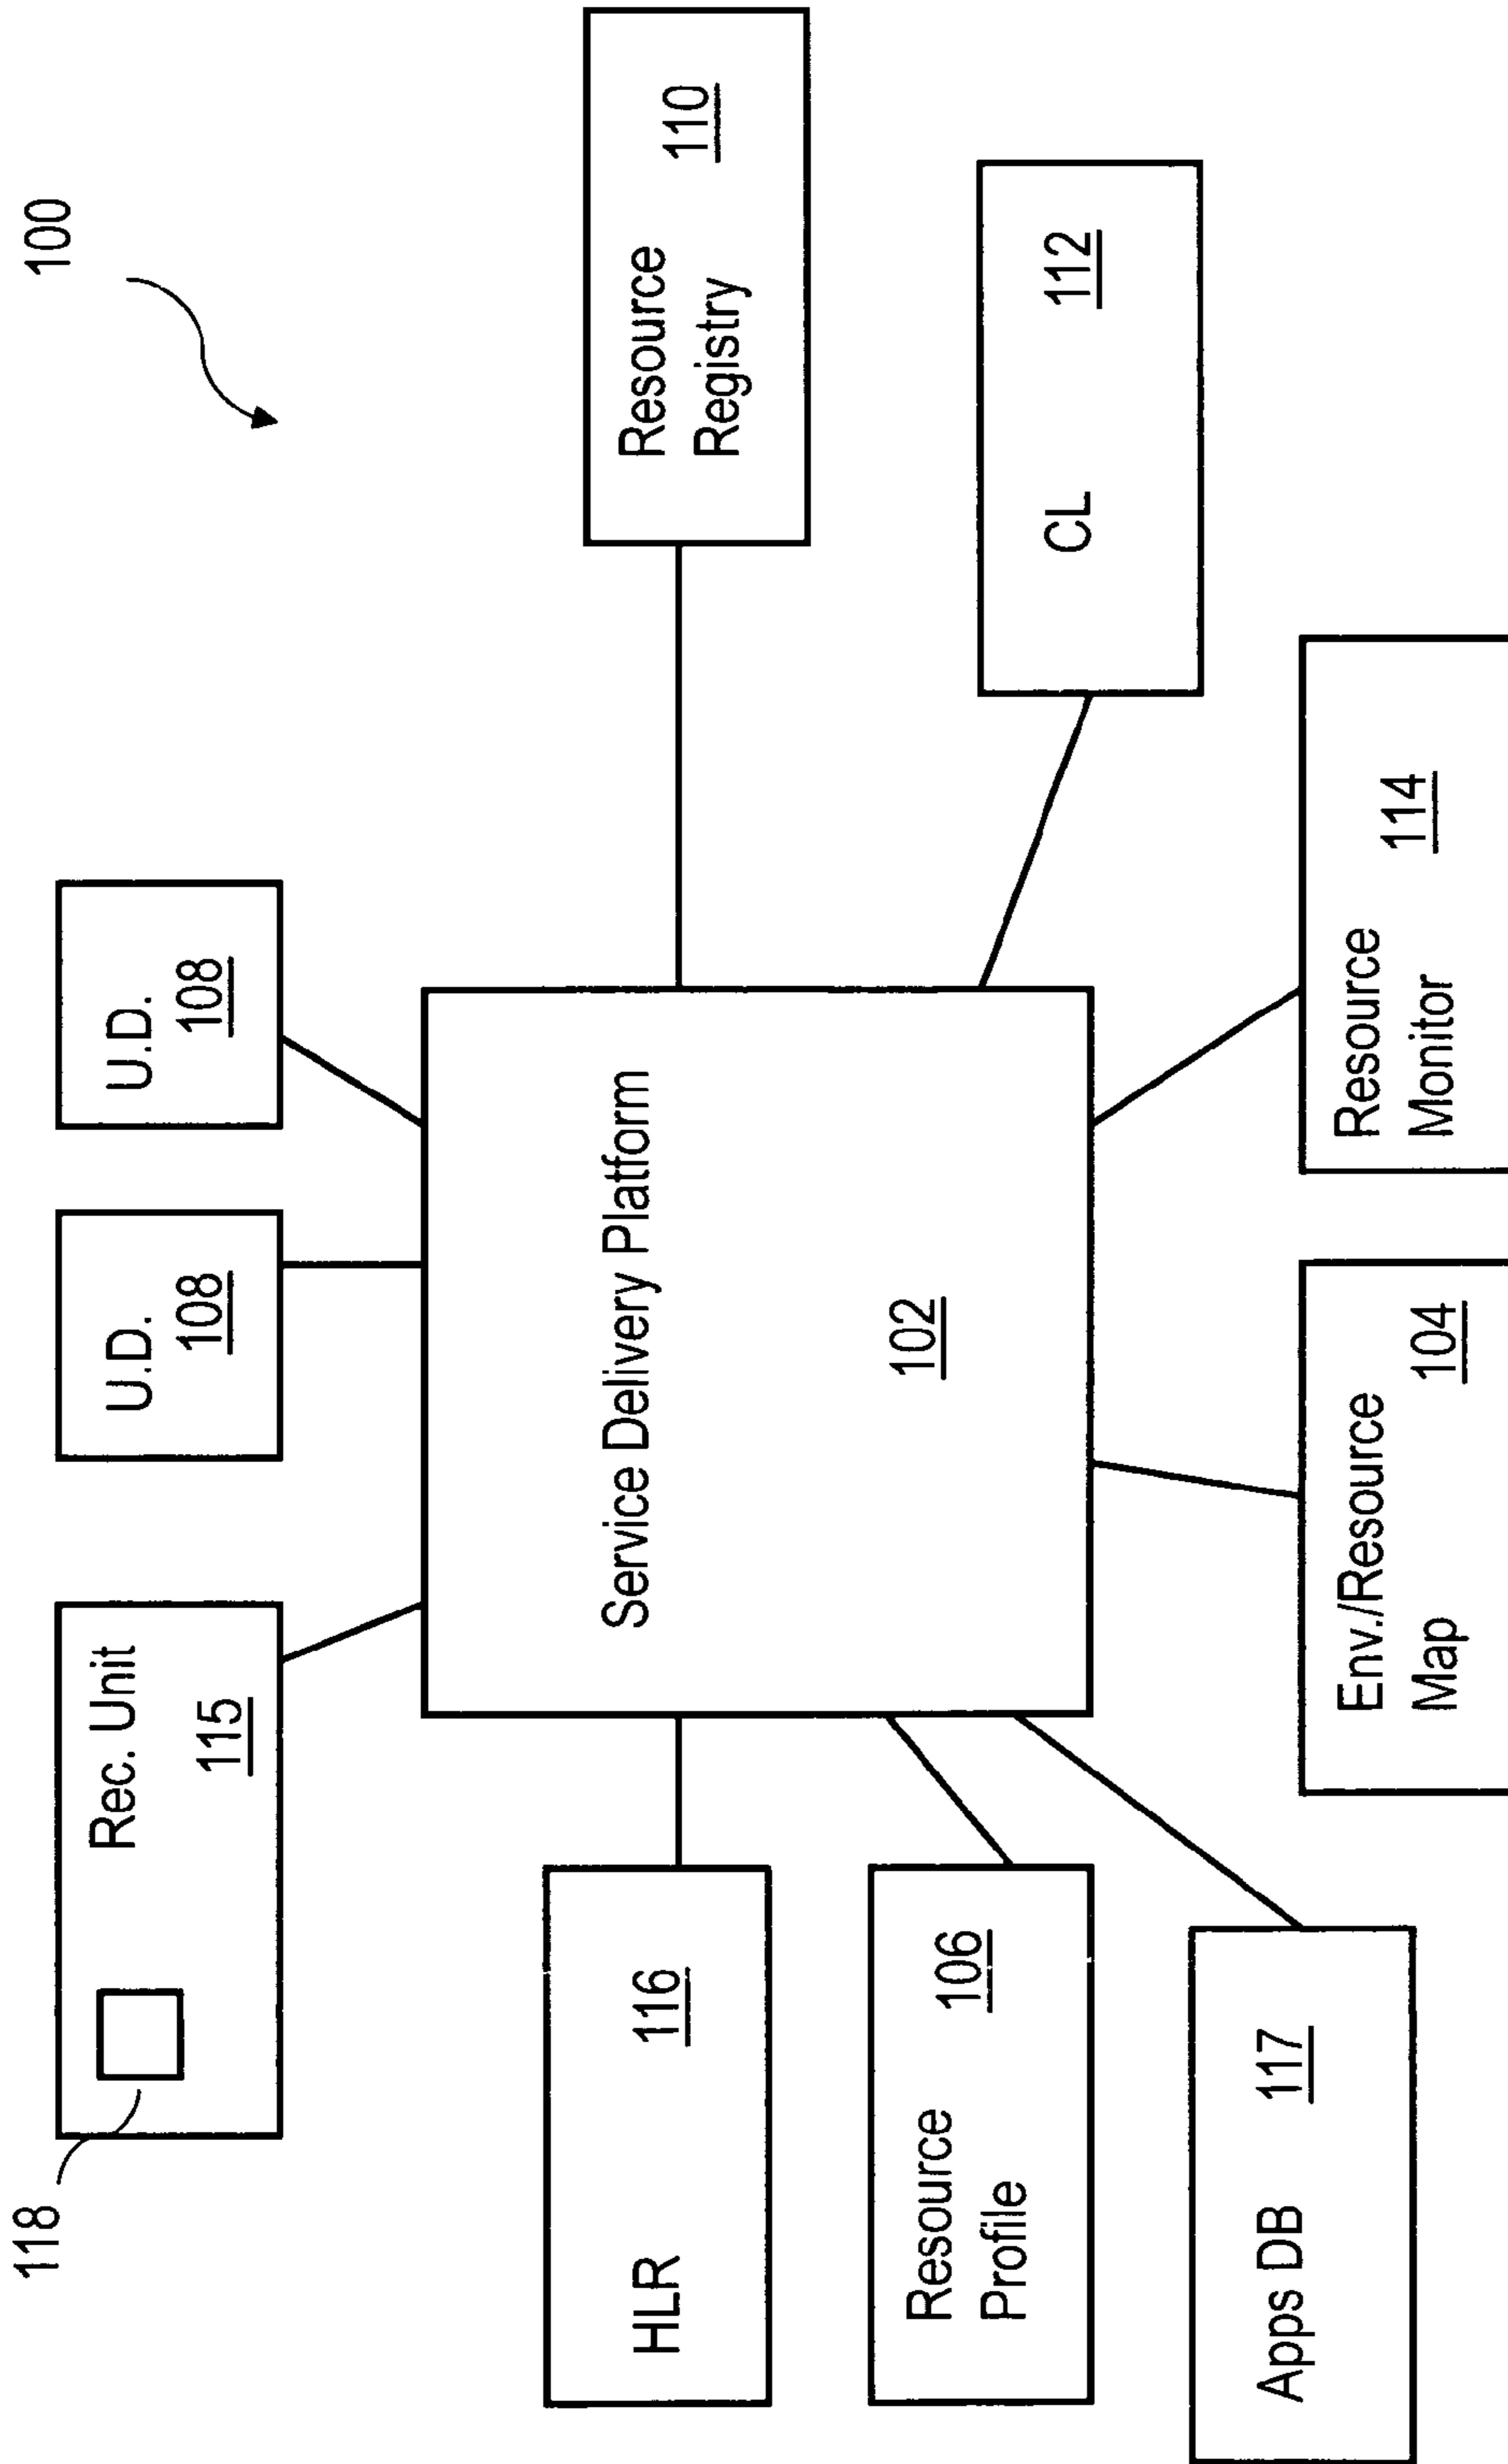 100
118
Rec. Unit
115
U.D.
108
U.D.
108
HLR
116
Service Delivery Platform
102
Resource
Registry
110
Resource
Profile
106
CL
112
Apps DB
117
Env./Resource
Map
104
Resource
Monitor
114